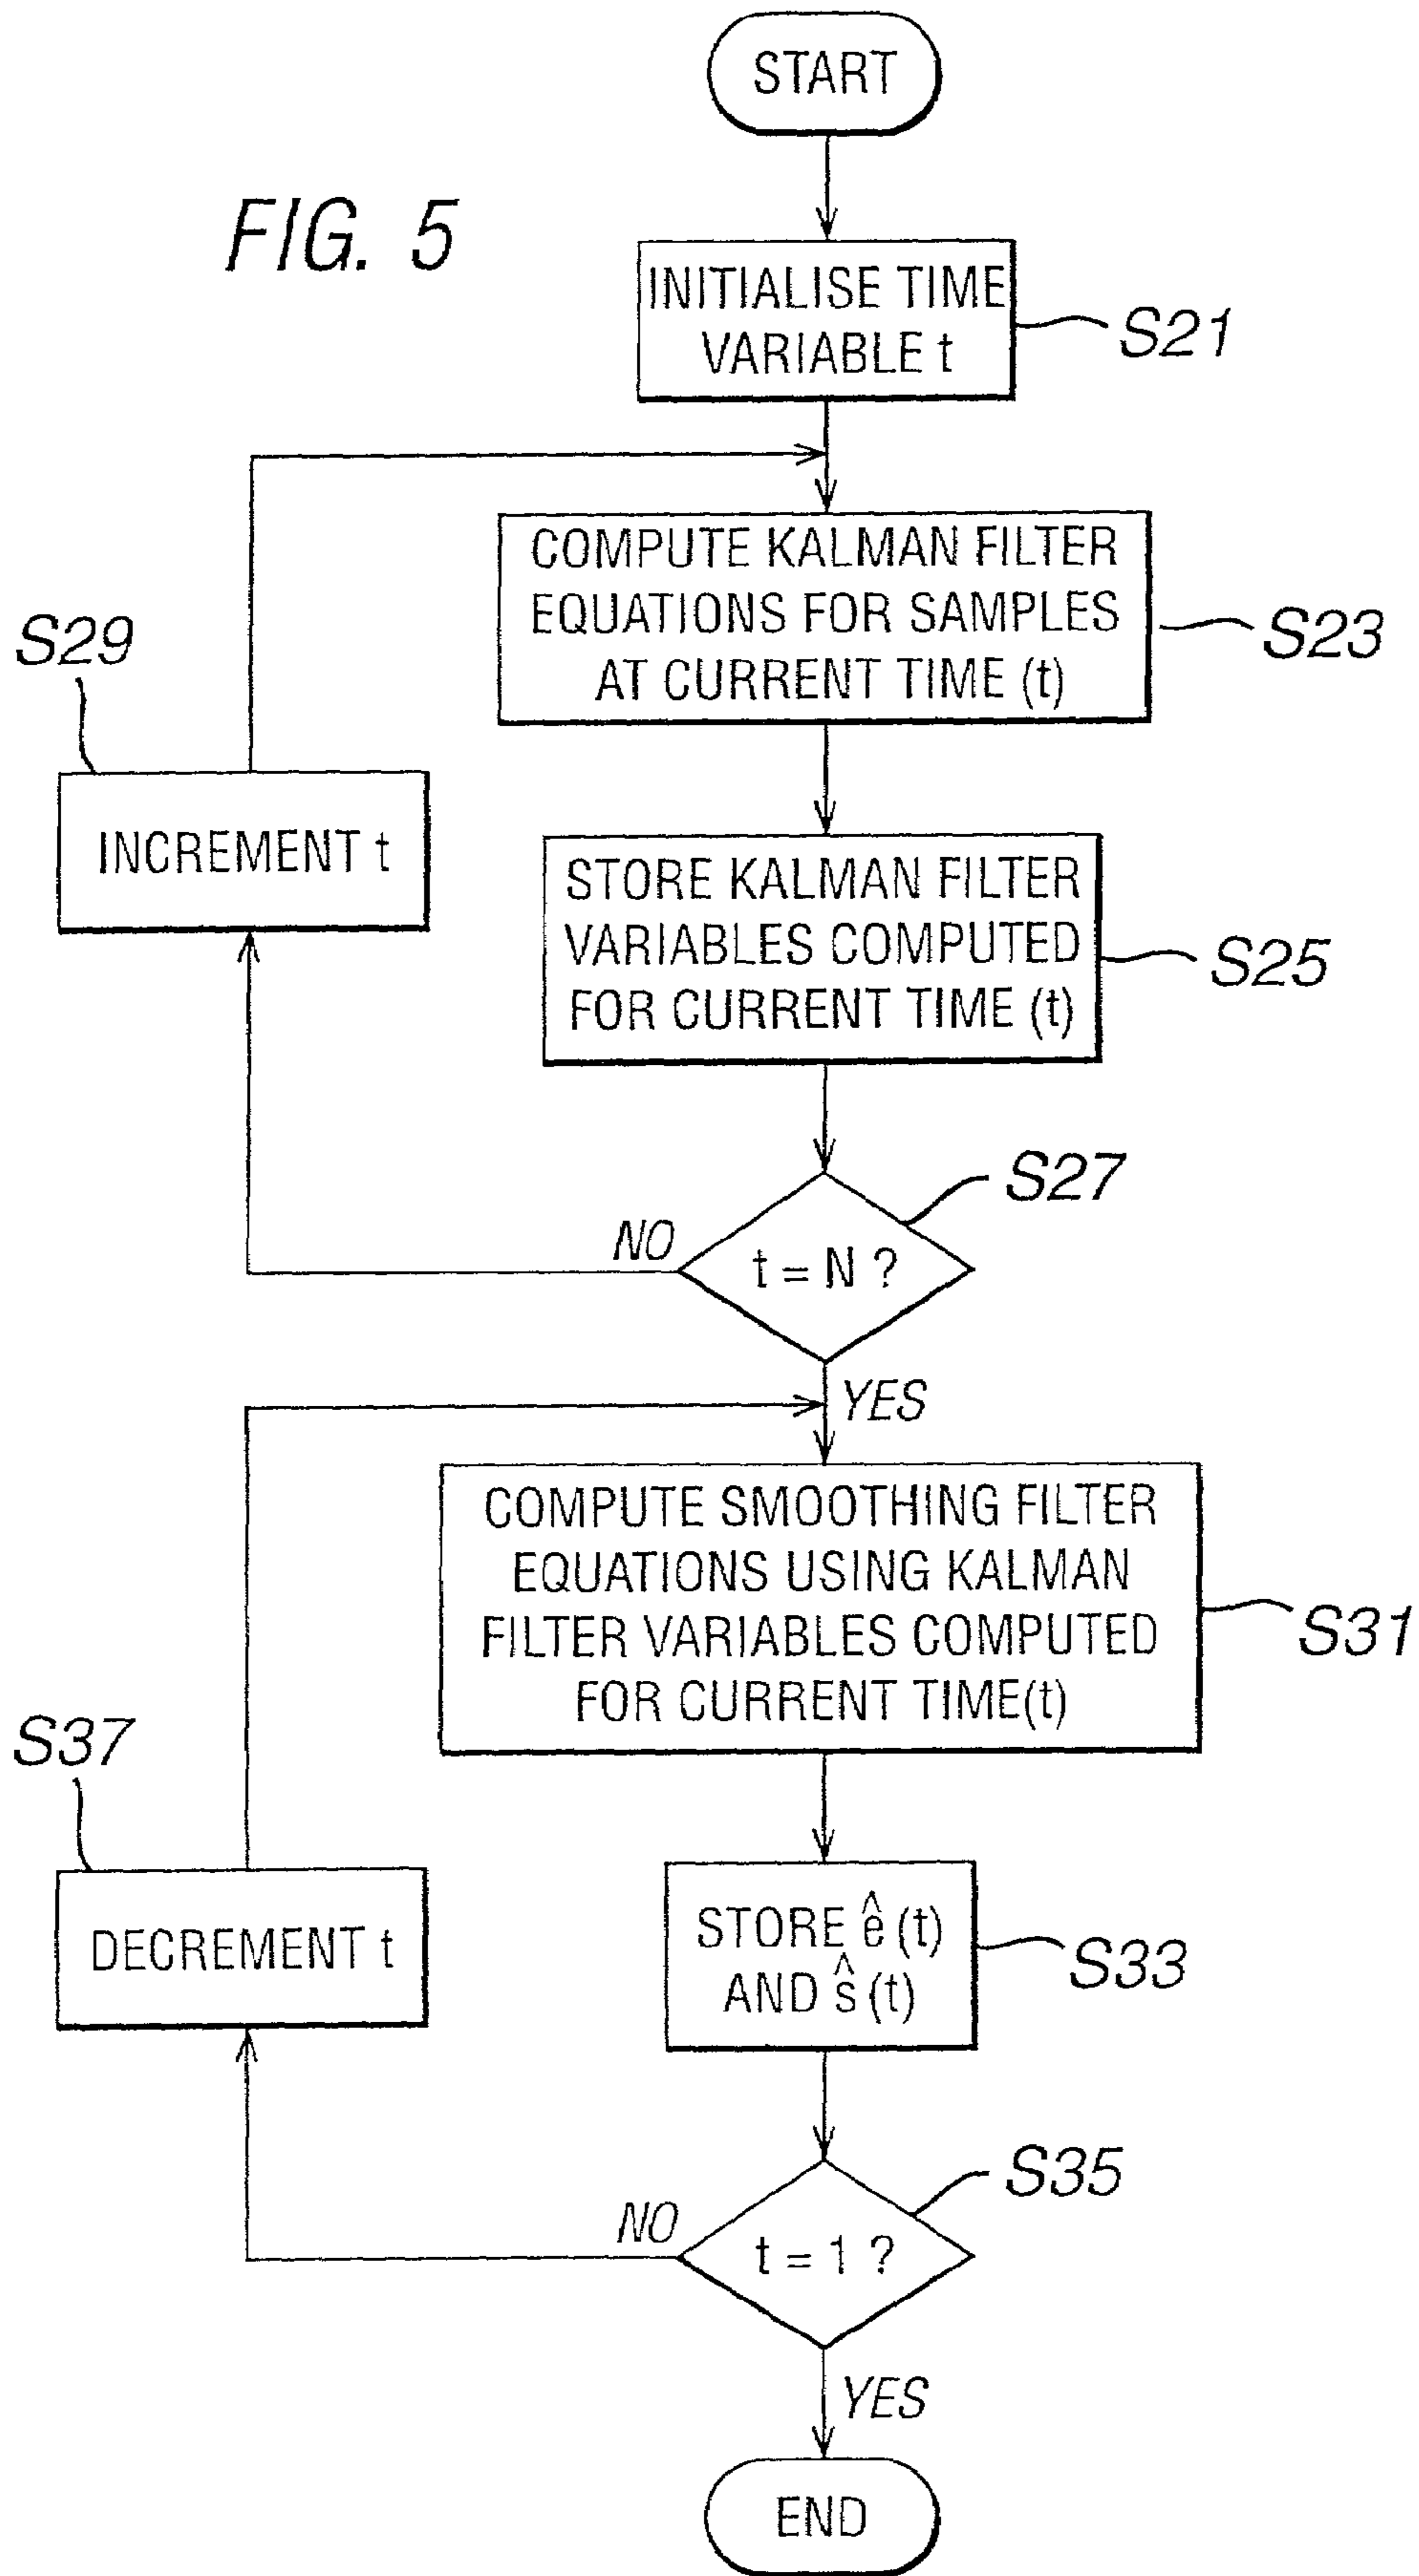 START
FIG. 5
INITIALISE TIME
VARIABLE t
S21
COMPUTE KALMAN FILTER
EQUATIONS FOR SAMPLES
AT CURRENT TIME (t)
S23
S29
INCREMENT t
STORE KALMAN FILTER
VARIABLES COMPUTED
FOR CURRENT TIME (t)
S25
S27
NO
t = N ?
YES
COMPUTE SMOOTHING FILTER
EQUATIONS USING KALMAN
FILTER VARIABLES COMPUTED
FOR CURRENT TIME(t)
S31
S37
DECREMENT t
STORE ê (t)
AND ŝ (t)
S33
S35
NO
t = 1 ?
YES
END